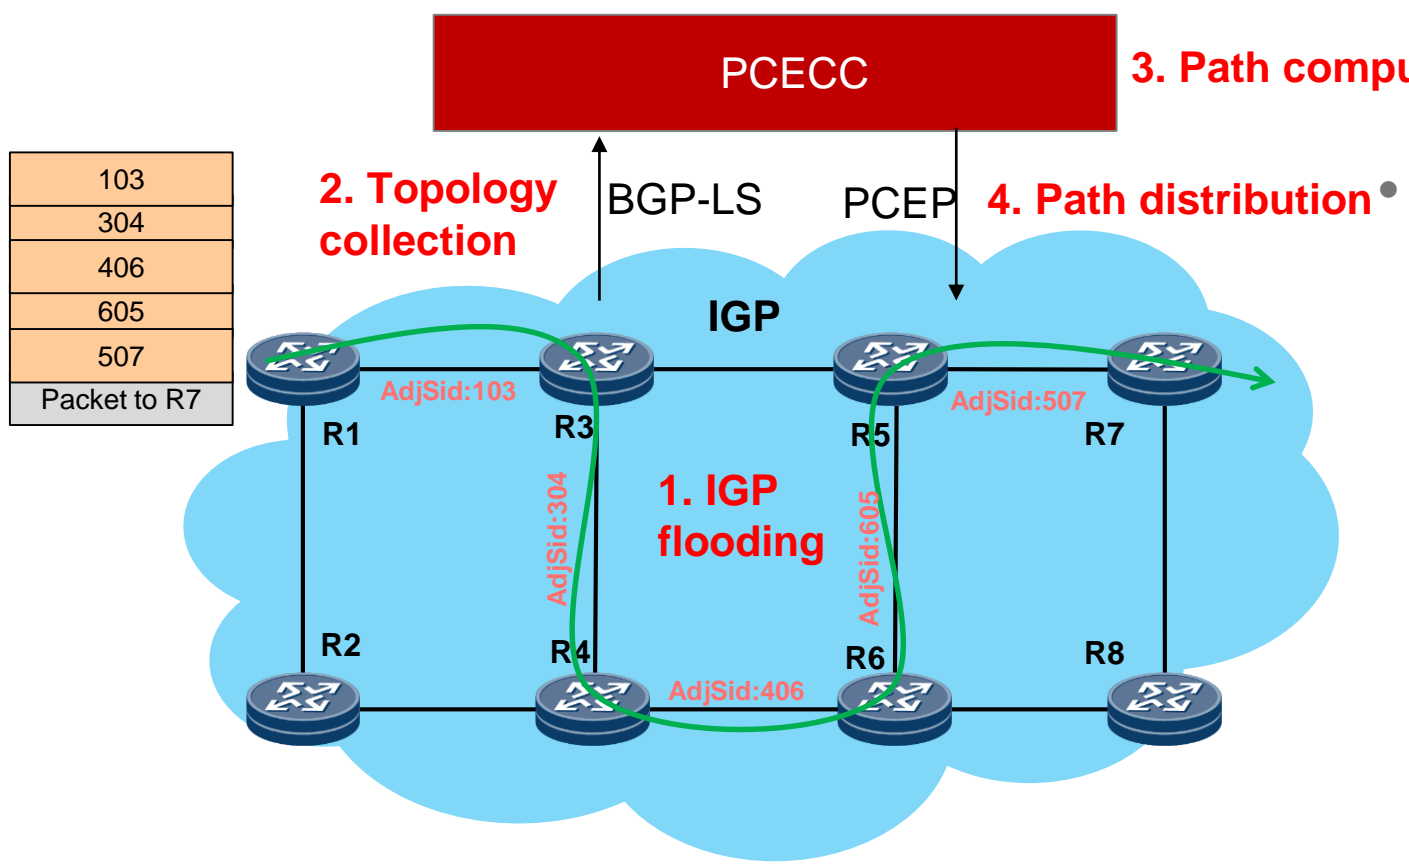 PCECC
3. Path compu
103
304
406
605
507
Packet to R7
2. Topology
collection
BGP-LS
PCEP
4. Path distribution
IGP
AdjSid:103
AdjSid:507
R1
R3
R5
R7
1. IGP
flooding
AdjSid:304
AdjSid:605
R2
R4
R6
R8
AdjSid:406